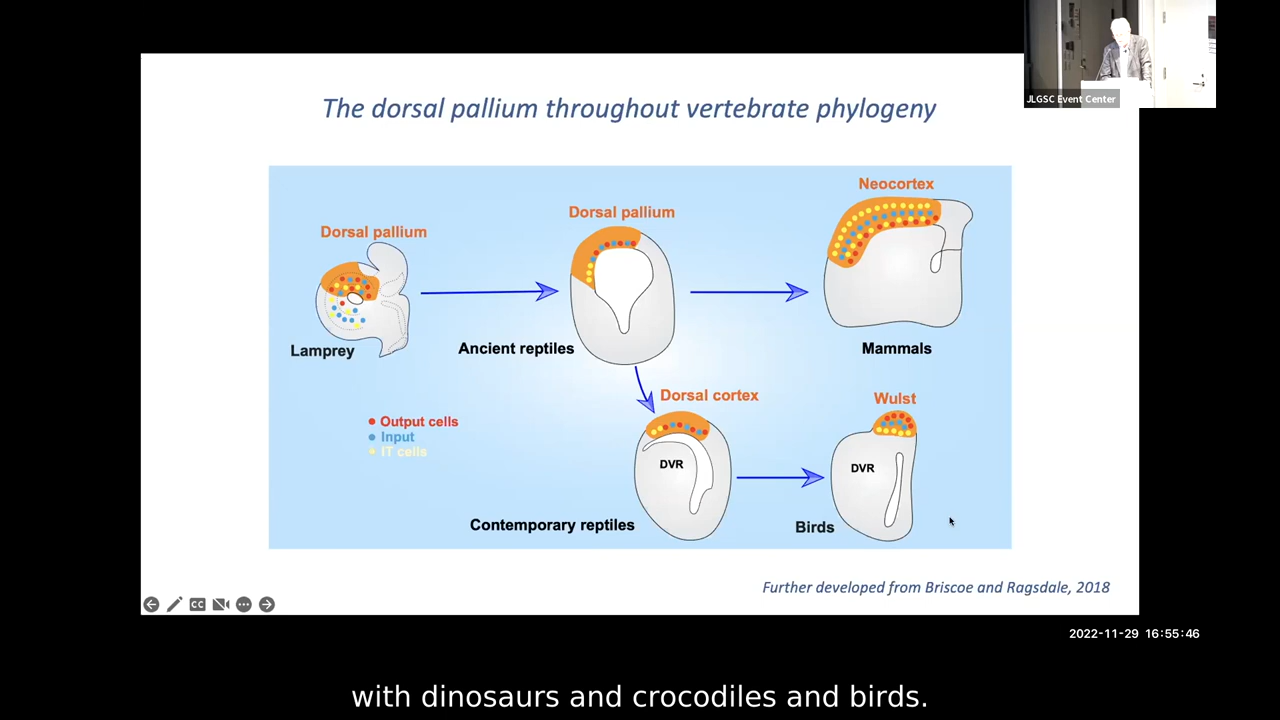 JLGSC Event Center
The dorsal pallium throughout vertebrate phylogeny
Neocortex
Dorsal pallium
Dorsal pallium
Lamprey
Ancient reptiles
Mammals
Dorsal cortex
Wulst
Output cells
Input
IT cells
DVR
DVR
Contemporary reptiles
Birds
Further developed from Briscoe and Ragsdale, 2018
CC
2022-11-29 16:55:46
with dinosaurs and crocodiles and birds.